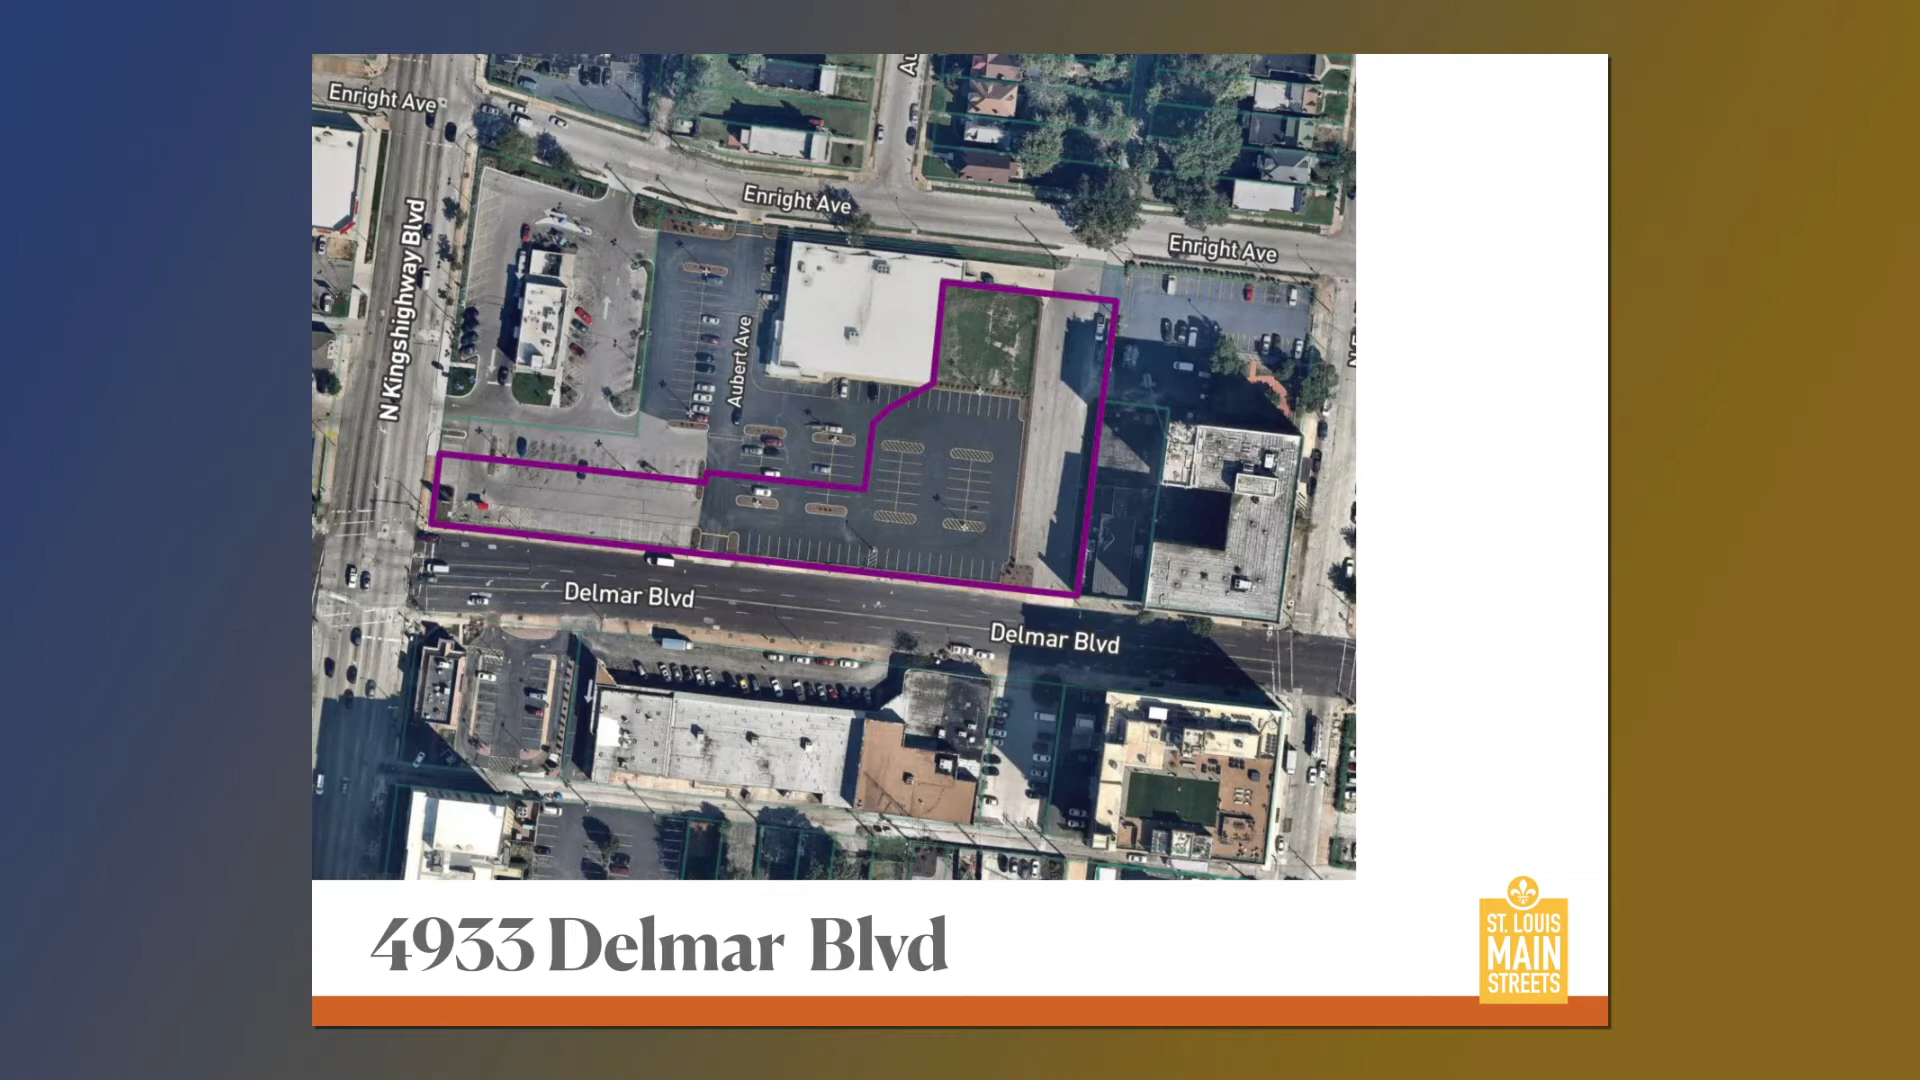 Enright Ave
Au
Enright Ave
Enright Ave
N Kingshighway Blvd
Aubert Ave
Delmar Blvd
Delmar Blvd
4933 Delmar Blvd
ST. LOUIS
MAIN
STREETS